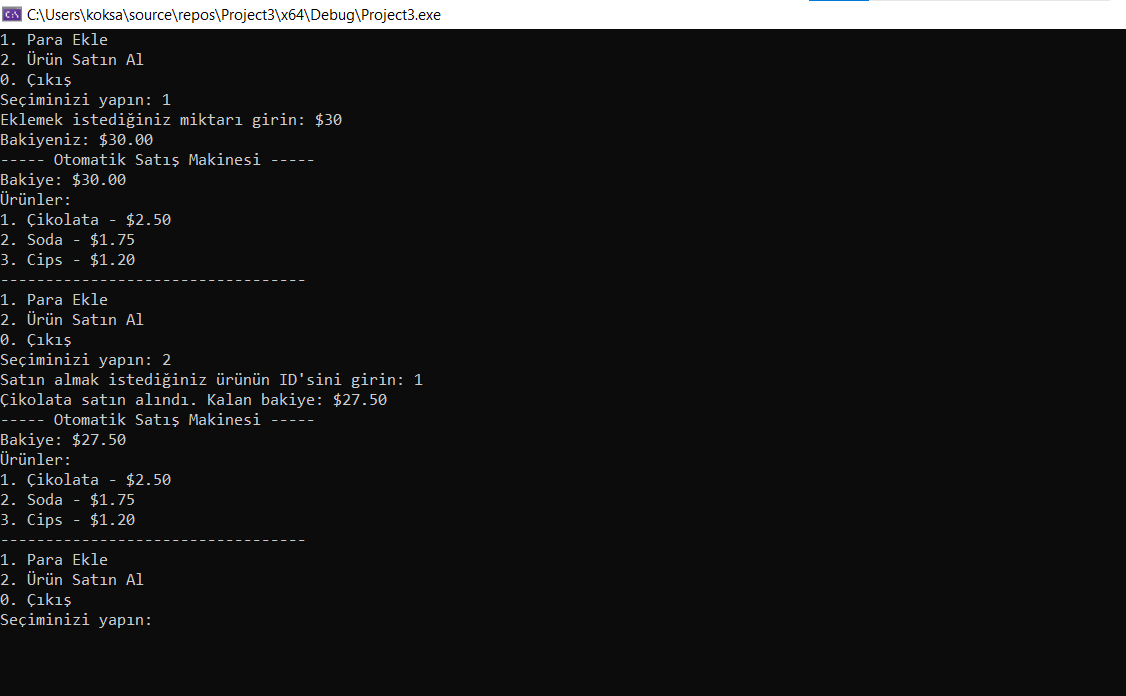 C:\Users\koksa\source\repos\Project3\x64\Debug\Project3.exe
1. Para Ekle
2. Ürün Satın Al
0. Çıkış
Seçiminizi yapın: 1
Eklemek istediğiniz miktarı girin: $30
Bakiyeniz: $30.00
----- Otomatik Satış Makinesi -----
Bakiye: $30.00
Ürünler:
1. Çikolata - $2.50
2. Soda - $1.75
3. Cips - $1.20
----------------------------------
1. Para Ekle
2. Ürün Satın Al
0. Çıkış
Seçiminizi yapın: 2
Satın almak istediğiniz ürünün ID'sini girin: 1
Çikolata satın alındı. Kalan bakiye: $27.50
----- Otomatik Satış Makinesi -----
Bakiye: $27.50
Ürünler:
1. Çikolata - $2.50
2. Soda - $1.75
3. Cips - $1.20
----------------------------------
1. Para Ekle
2. Ürün Satın Al
0. Çıkış
Seçiminizi yapın: